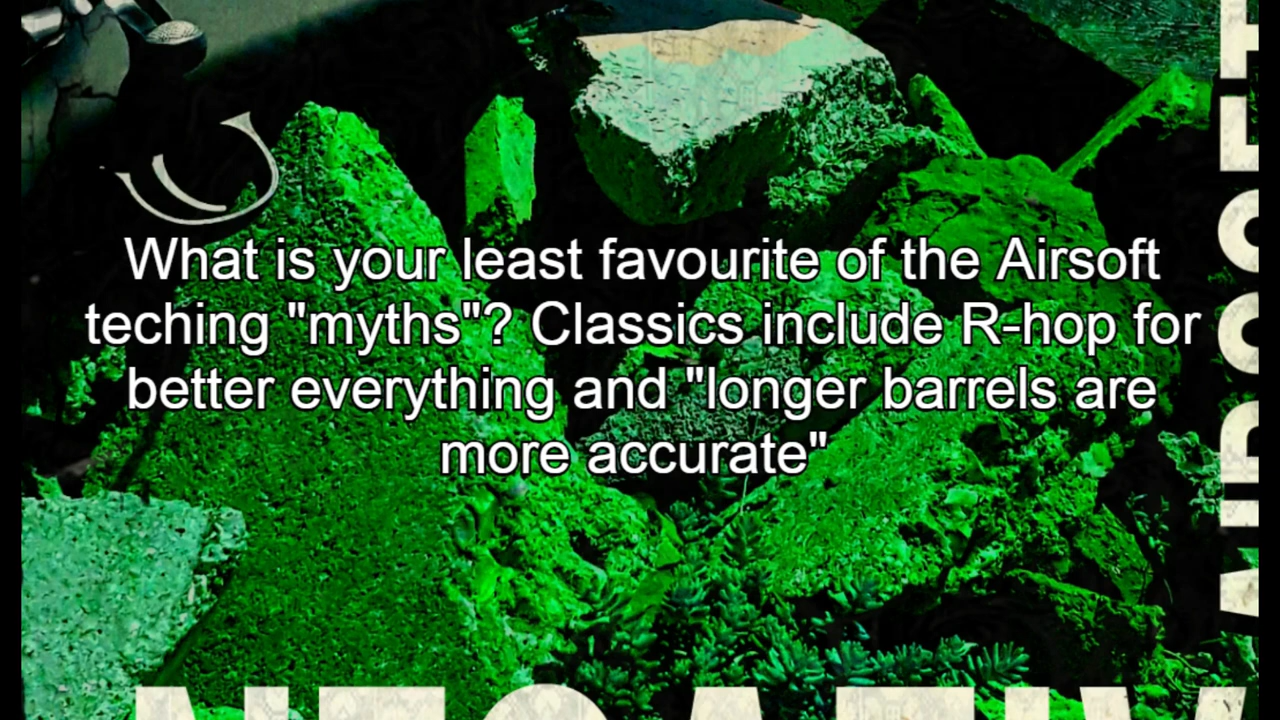 What is your least favourite of the Airsoft
teching "myths"? Classics include R-hop for
better everything and "longer barrels are
more accurate"